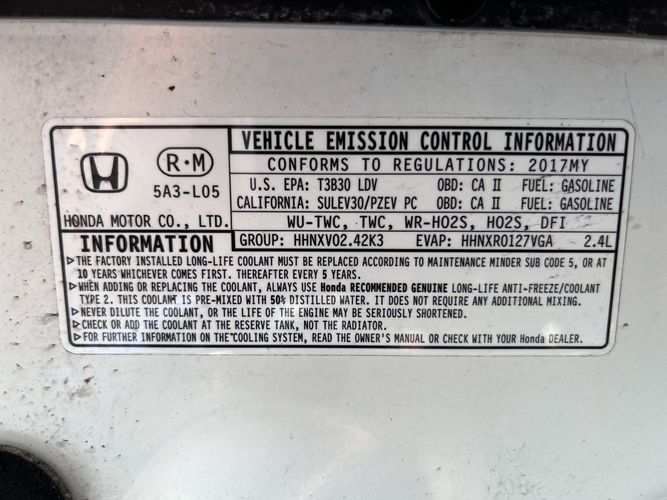 VEHICLE EMISSION CONTROL INFORMATION
R·M
CONFORMS TO REGULATIONS: 2017MY
5A3-L05
U.S. EPA: T3B30 LDV OBD: CA II FUEL: GASOLINE
CALIFORNIA: SULEV30/PZEV PC OBD: CA II FUEL: GASOLINE
HONDA MOTOR CO., LTD.
WU-TWC, TWC, WR-HO2S, HO2S, DFI
INFORMATION
GROUP: HHNXV02.42K3 EVAP: HHNXR0127VGA 2.4L
▷THE FACTORY INSTALLED LONG-LIFE COOLANT MUST BE REPLACED ACCORDING TO MAINTENANCE MINDER SUB CODE 5, OR AT
10 YEARS WHICHEVER COMES FIRST. THEREAFTER EVERY 5 YEARS.
▷WHEN ADDING OR REPLACING THE COOLANT, ALWAYS USE Honda RECOMMENDED GENUINE LONG-LIFE ANTI-FREEZE/COOLANT
TYPE 2. THIS COOLANT IS PRE-MIXED WITH 50% DISTILLED WATER. IT DOES NOT REQUIRE ANY ADDITIONAL MIXING.
▷NEVER DILUTE THE COOLANT, OR THE LIFE OF THE ENGINE MAY BE SERIOUSLY SHORTENED.
▷CHECK OR ADD THE COOLANT AT THE RESERVE TANK, NOT THE RADIATOR.
▷FOR FURTHER INFORMATION ON THE COOLING SYSTEM, READ THE OWNER'S MANUAL OR CHECK WITH YOUR Honda DEALER.